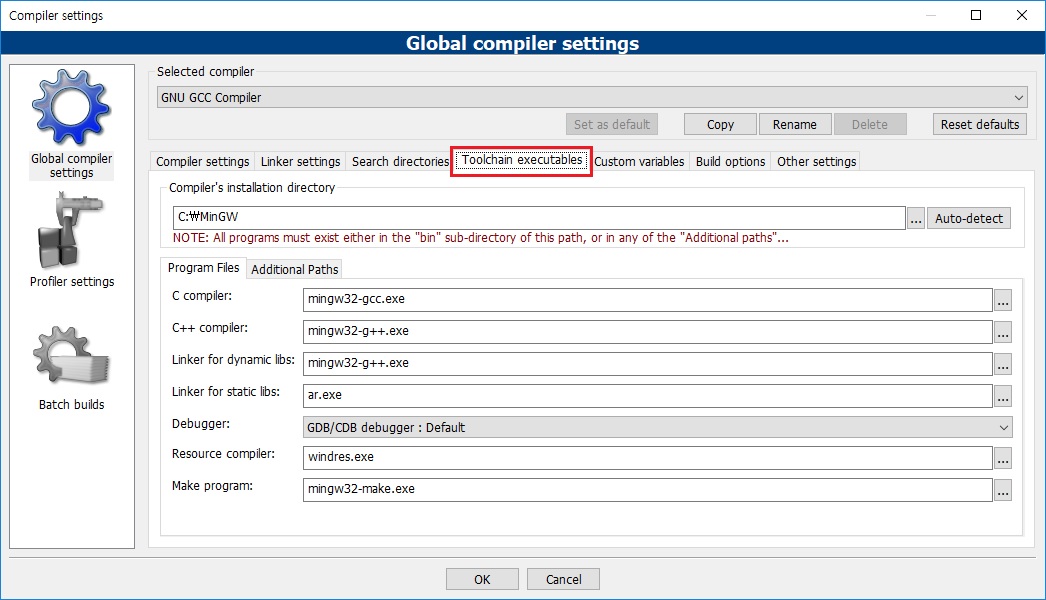 Compiler settings
Global compiler settings
Global compiler
settings
Profiler settings
Batch builds
Selected compiler
GNU GCC Compiler
Set as default
Copy
Rename
Delete
Reset defaults
Compiler settings
Linker settings
Search directories
Toolchain executables
Custom variables
Build options
Other settings
Compiler's installation directory
C:₩MinGW
...
Auto-detect
NOTE: All programs must exist either in the "bin" sub-directory of this path, or in any of the "Additional paths"...
Program Files
Additional Paths
C compiler:
mingw32-gcc.exe
...
C++ compiler:
mingw32-g++.exe
...
Linker for dynamic libs:
mingw32-g++.exe
...
Linker for static libs:
ar.exe
...
Debugger:
GDB/CDB debugger : Default
Resource compiler:
windres.exe
...
Make program:
mingw32-make.exe
...
OK
Cancel